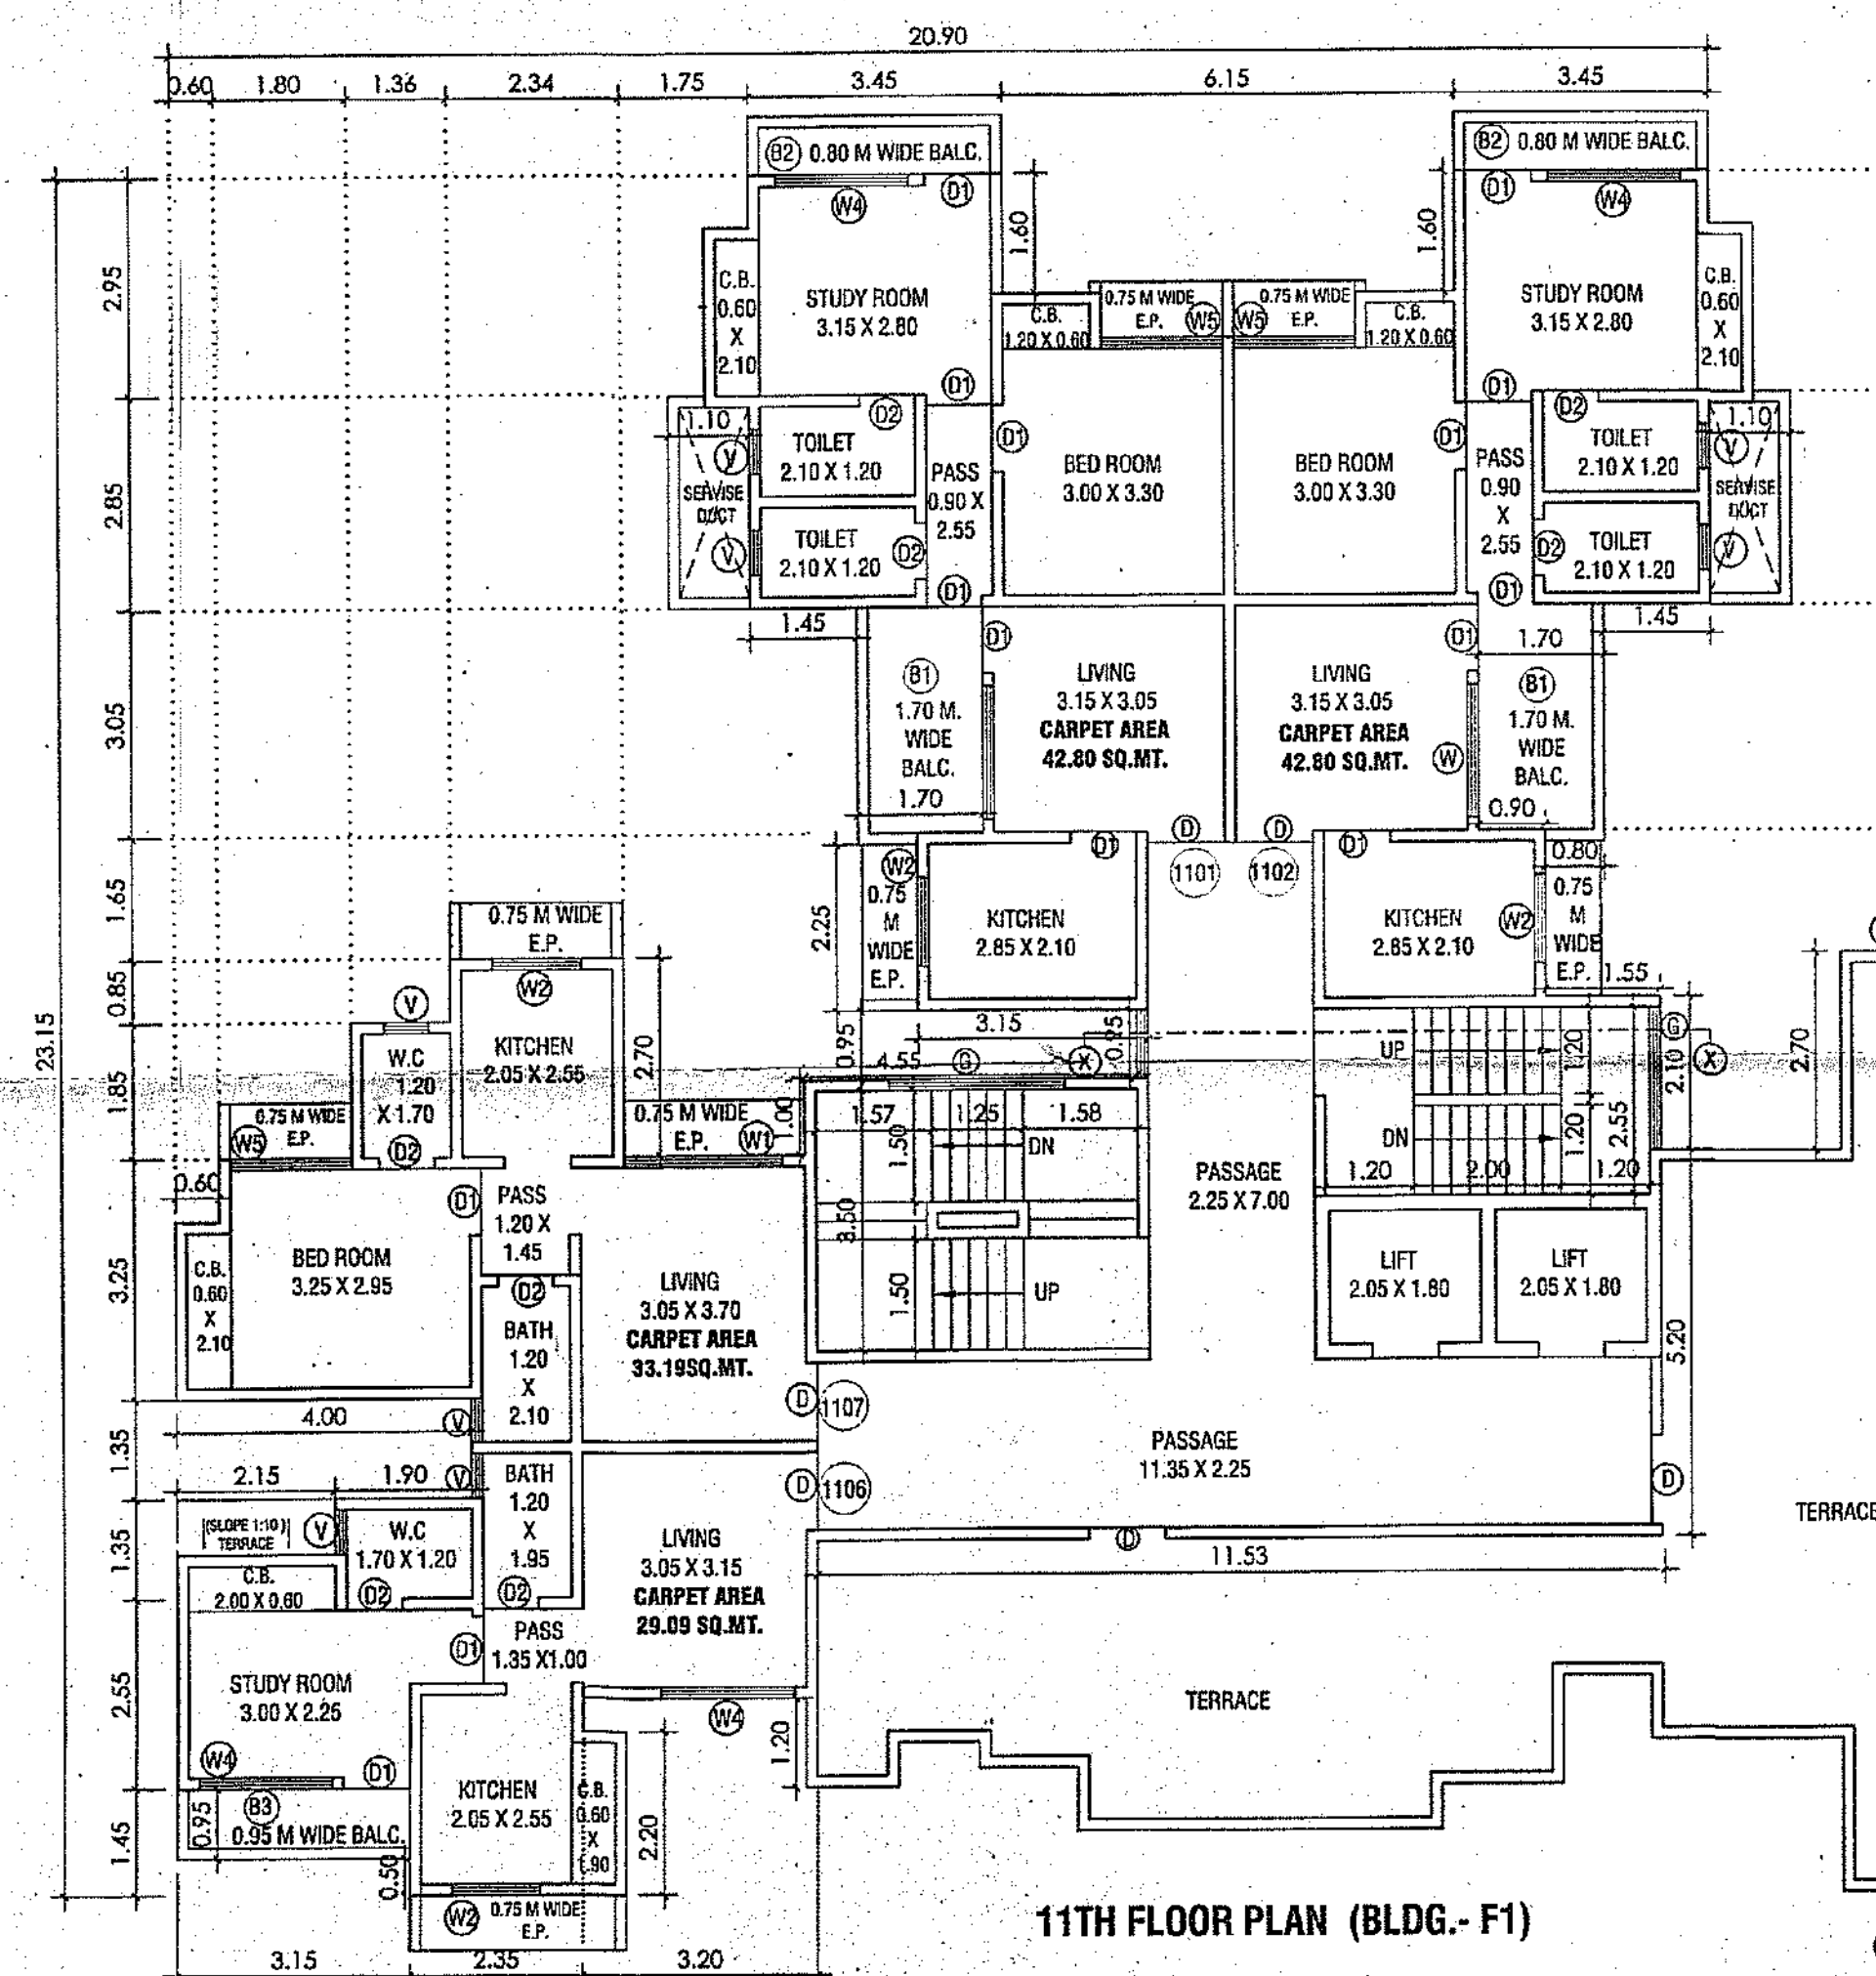 20.90
0.60 1.80 1.36 2.34 1.75 3.45 6.15 3.45
B2 0.80 M WIDE BALC.
B2 0.80 M WIDE BALC.
W4 D1
D1 W4
1.60
1.60
2.95
C.B.
0.60
X
2.10
STUDY ROOM
3.15 X 2.80
0.75 M WIDE
E.P. W5
C.B.
1.20 X 0.60
0.75 M WIDE
W5 E.P.
C.B.
1.20 X 0.60
STUDY ROOM
3.15 X 2.80
C.B.
0.60
X
2.10
D1
D1
1.10
D2
TOILET
2.10 X 1.20
V
SERVISE
DUCT
V
TOILET
2.10 X 1.20
D2
PASS
0.90 X
2.55
D1
D1
BED ROOM
3.00 X 3.30
BED ROOM
3.00 X 3.30
D1
PASS
0.90
X
2.55
D1
D2
TOILET
2.10 X 1.20
D2
TOILET
2.10 X 1.20
1.10
V
SERVISE
DUCT
V
2.85
1.45
D1
D1
1.70
1.45
3.05
B1
1.70 M.
WIDE
BALC.
1.70
LIVING
3.15 X 3.05
CARPET AREA
42.80 SQ.MT.
LIVING
3.15 X 3.05
CARPET AREA
42.80 SQ.MT.
W
B1
1.70 M.
WIDE
BALC.
0.90
D D
1101 1102
D1
D1
0.80
1.65
2.25
W2
0.75
M
WIDE
E.P.
KITCHEN
2.85 X 2.10
KITCHEN
2.85 X 2.10
W2
0.75
M
WIDE
E.P.
1.55
0.75 M WIDE
E.P.
W2
0.85
V
W.C
1.20
X 1.70
D2
KITCHEN
2.05 X 2.55
2.70
0.95
3.15
0.95
4.55 G X
23.15
1.85
0.75 M WIDE
W5 E.P.
0.75 M WIDE
E.P. W1
1.00
1.57 1.25 1.58
1.50
DN
3.50
1.50
UP
UP
DN
1.20
1.20
2.55
2.10
G
X
1.20 2.00 1.20
2.70
PASSAGE
2.25 X 7.00
LIFT
2.05 X 1.80
LIFT
2.05 X 1.80
5.20
0.60
3.25
D1
PASS
1.20 X
1.45
C.B.
0.60
X
2.10
BED ROOM
3.25 X 2.95
D2
BATH
1.20
X
2.10
LIVING
3.05 X 3.70
CARPET AREA
33.19SQ.MT.
D 1107
4.00 V
1.35
2.15 1.90 V
BATH
1.20
X
1.95
D2
D 1106
PASSAGE
11.35 X 2.25
D
D
11.53
TERRACE
1.35
(SLOPE 1:10)
TERRACE
V
W.C
1.70 X 1.20
D2
C.B.
2.00 X 0.60
LIVING
3.05 X 3.15
CARPET AREA
29.09 SQ.MT.
D1
PASS
1.35 X1.00
2.55
STUDY ROOM
3.00 X 2.25
W4 D1
W4
1.20
TERRACE
1.45
0.95
B3
0.95 M WIDE BALC.
0.50
KITCHEN
2.05 X 2.55
C.B.
0.60
X
2.20
W2 0.75 M WIDE
E.P.
3.15 2.35 3.20
11TH FLOOR PLAN (BLDG.- F1)